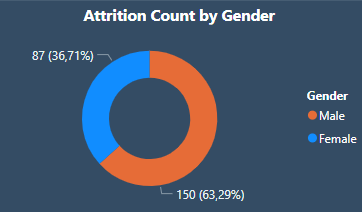 Attrition Count by Gender
87 (36,71%)
Gender
Male
Female
150 (63,29%)